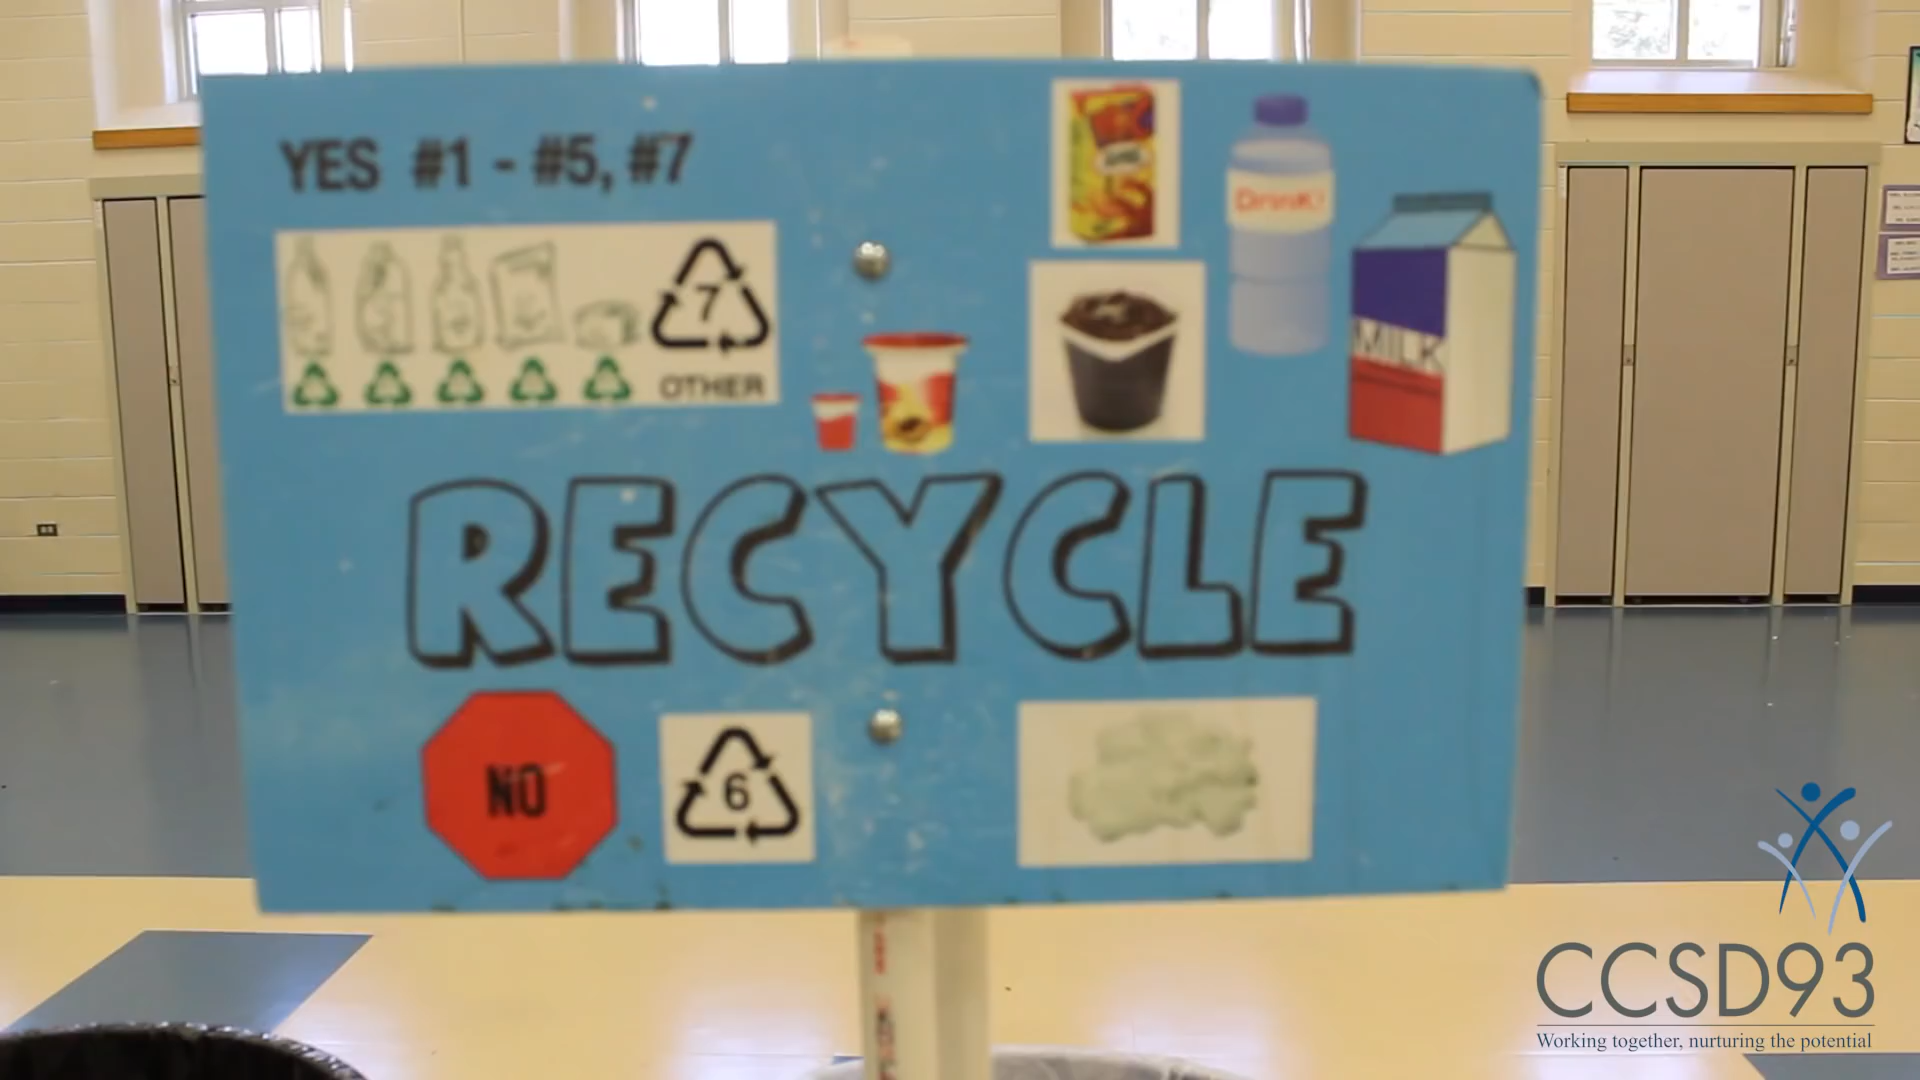 YES #1 - #5, #7
Drink!
7
MILK
OTHER
RECYCLE
NO
6
CCSD93
Working together, nurturing the potential